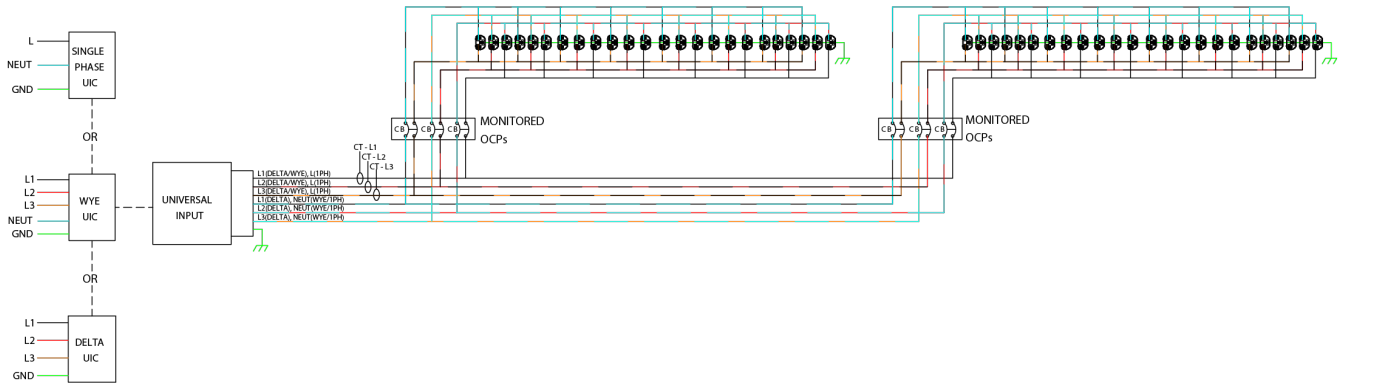 L
NEUT
GND
SINGLE
PHASE
UIC
OR
L1
L2
L3
NEUT
GND
WYE
UIC
OR
L1
L2
L3
GND
DELTA
UIC
UNIVERSAL
INPUT
L1(DELTA/WYE), L(1PH)
L2(DELTA/WYE), L(1PH)
L3(DELTA/WYE), L(1PH)
L1(DELTA), NEUT(WYE/1PH)
L2(DELTA), NEUT(WYE/1PH)
L3(DELTA), NEUT(WYE/1PH)
CT - L1
CT - L2
CT - L3
CB
CB
CB
MONITORED
OCPs
CB
CB
CB
MONITORED
OCPs